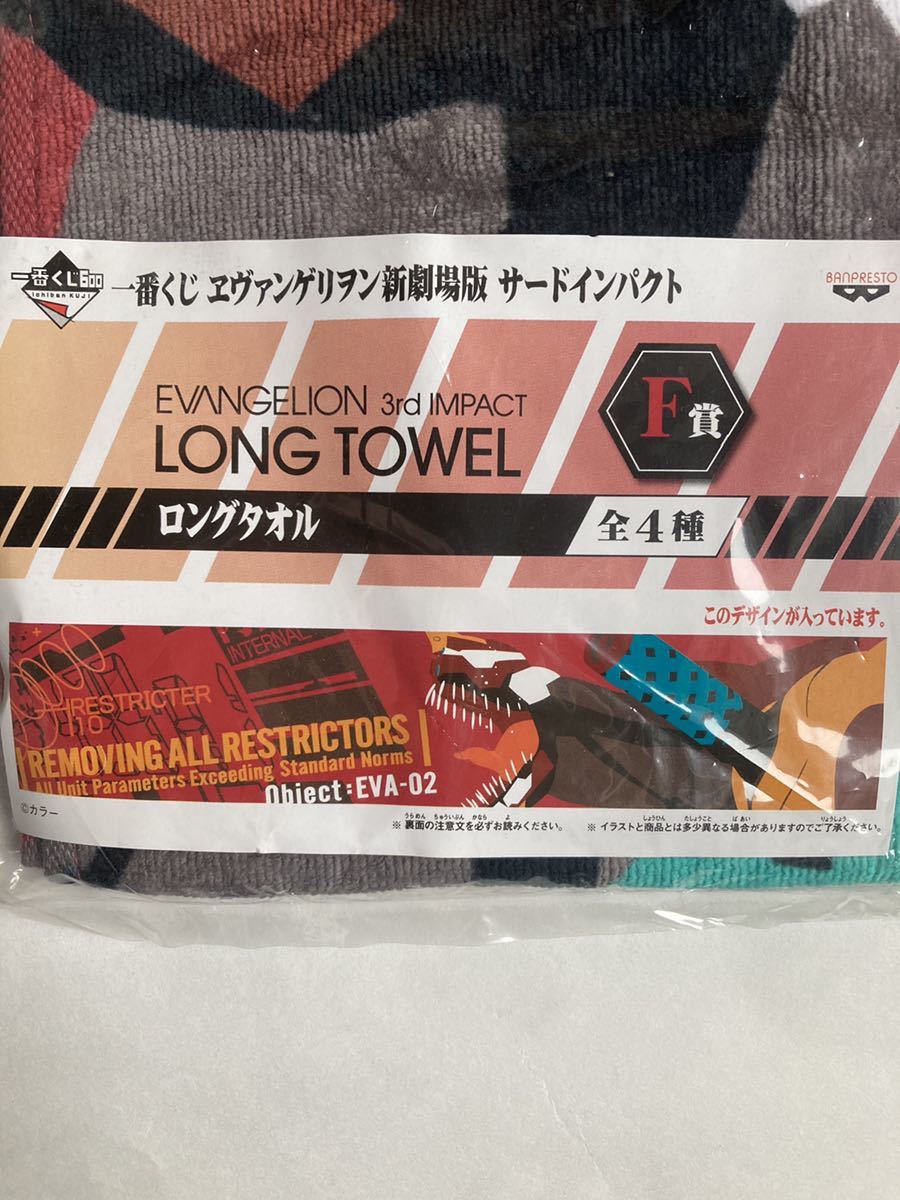 一番くじ600
Ichiban KUJI
一番くじ ヱヴァンゲリヲン新劇場版 サードインパクト
BANPRESTO
EVANGELION 3rd IMPACT
LONG TOWEL
F賞
ロングタオル
全4種
このデザインが入っています。
INTERNAL
RESTRICTER
10
REMOVING ALL RESTRICTORS
All Unit Parameters Exceeding Standard Norms
Object:EVA-02
©カラー
※裏面の注意文を必ずお読みください。
※イラストと商品とは多少異なる場合がありますのでご了承ください。